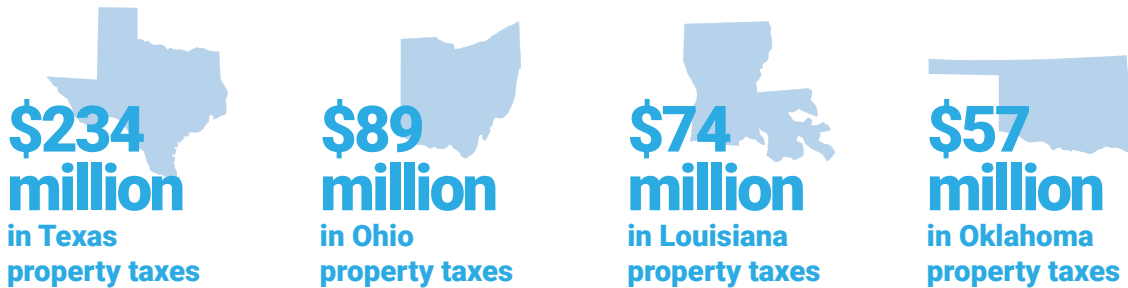 $234
million
in Texas
property taxes
$89
million
in Ohio
property taxes
$74
million
in Louisiana
property taxes
$57
million
in Oklahoma
property taxes